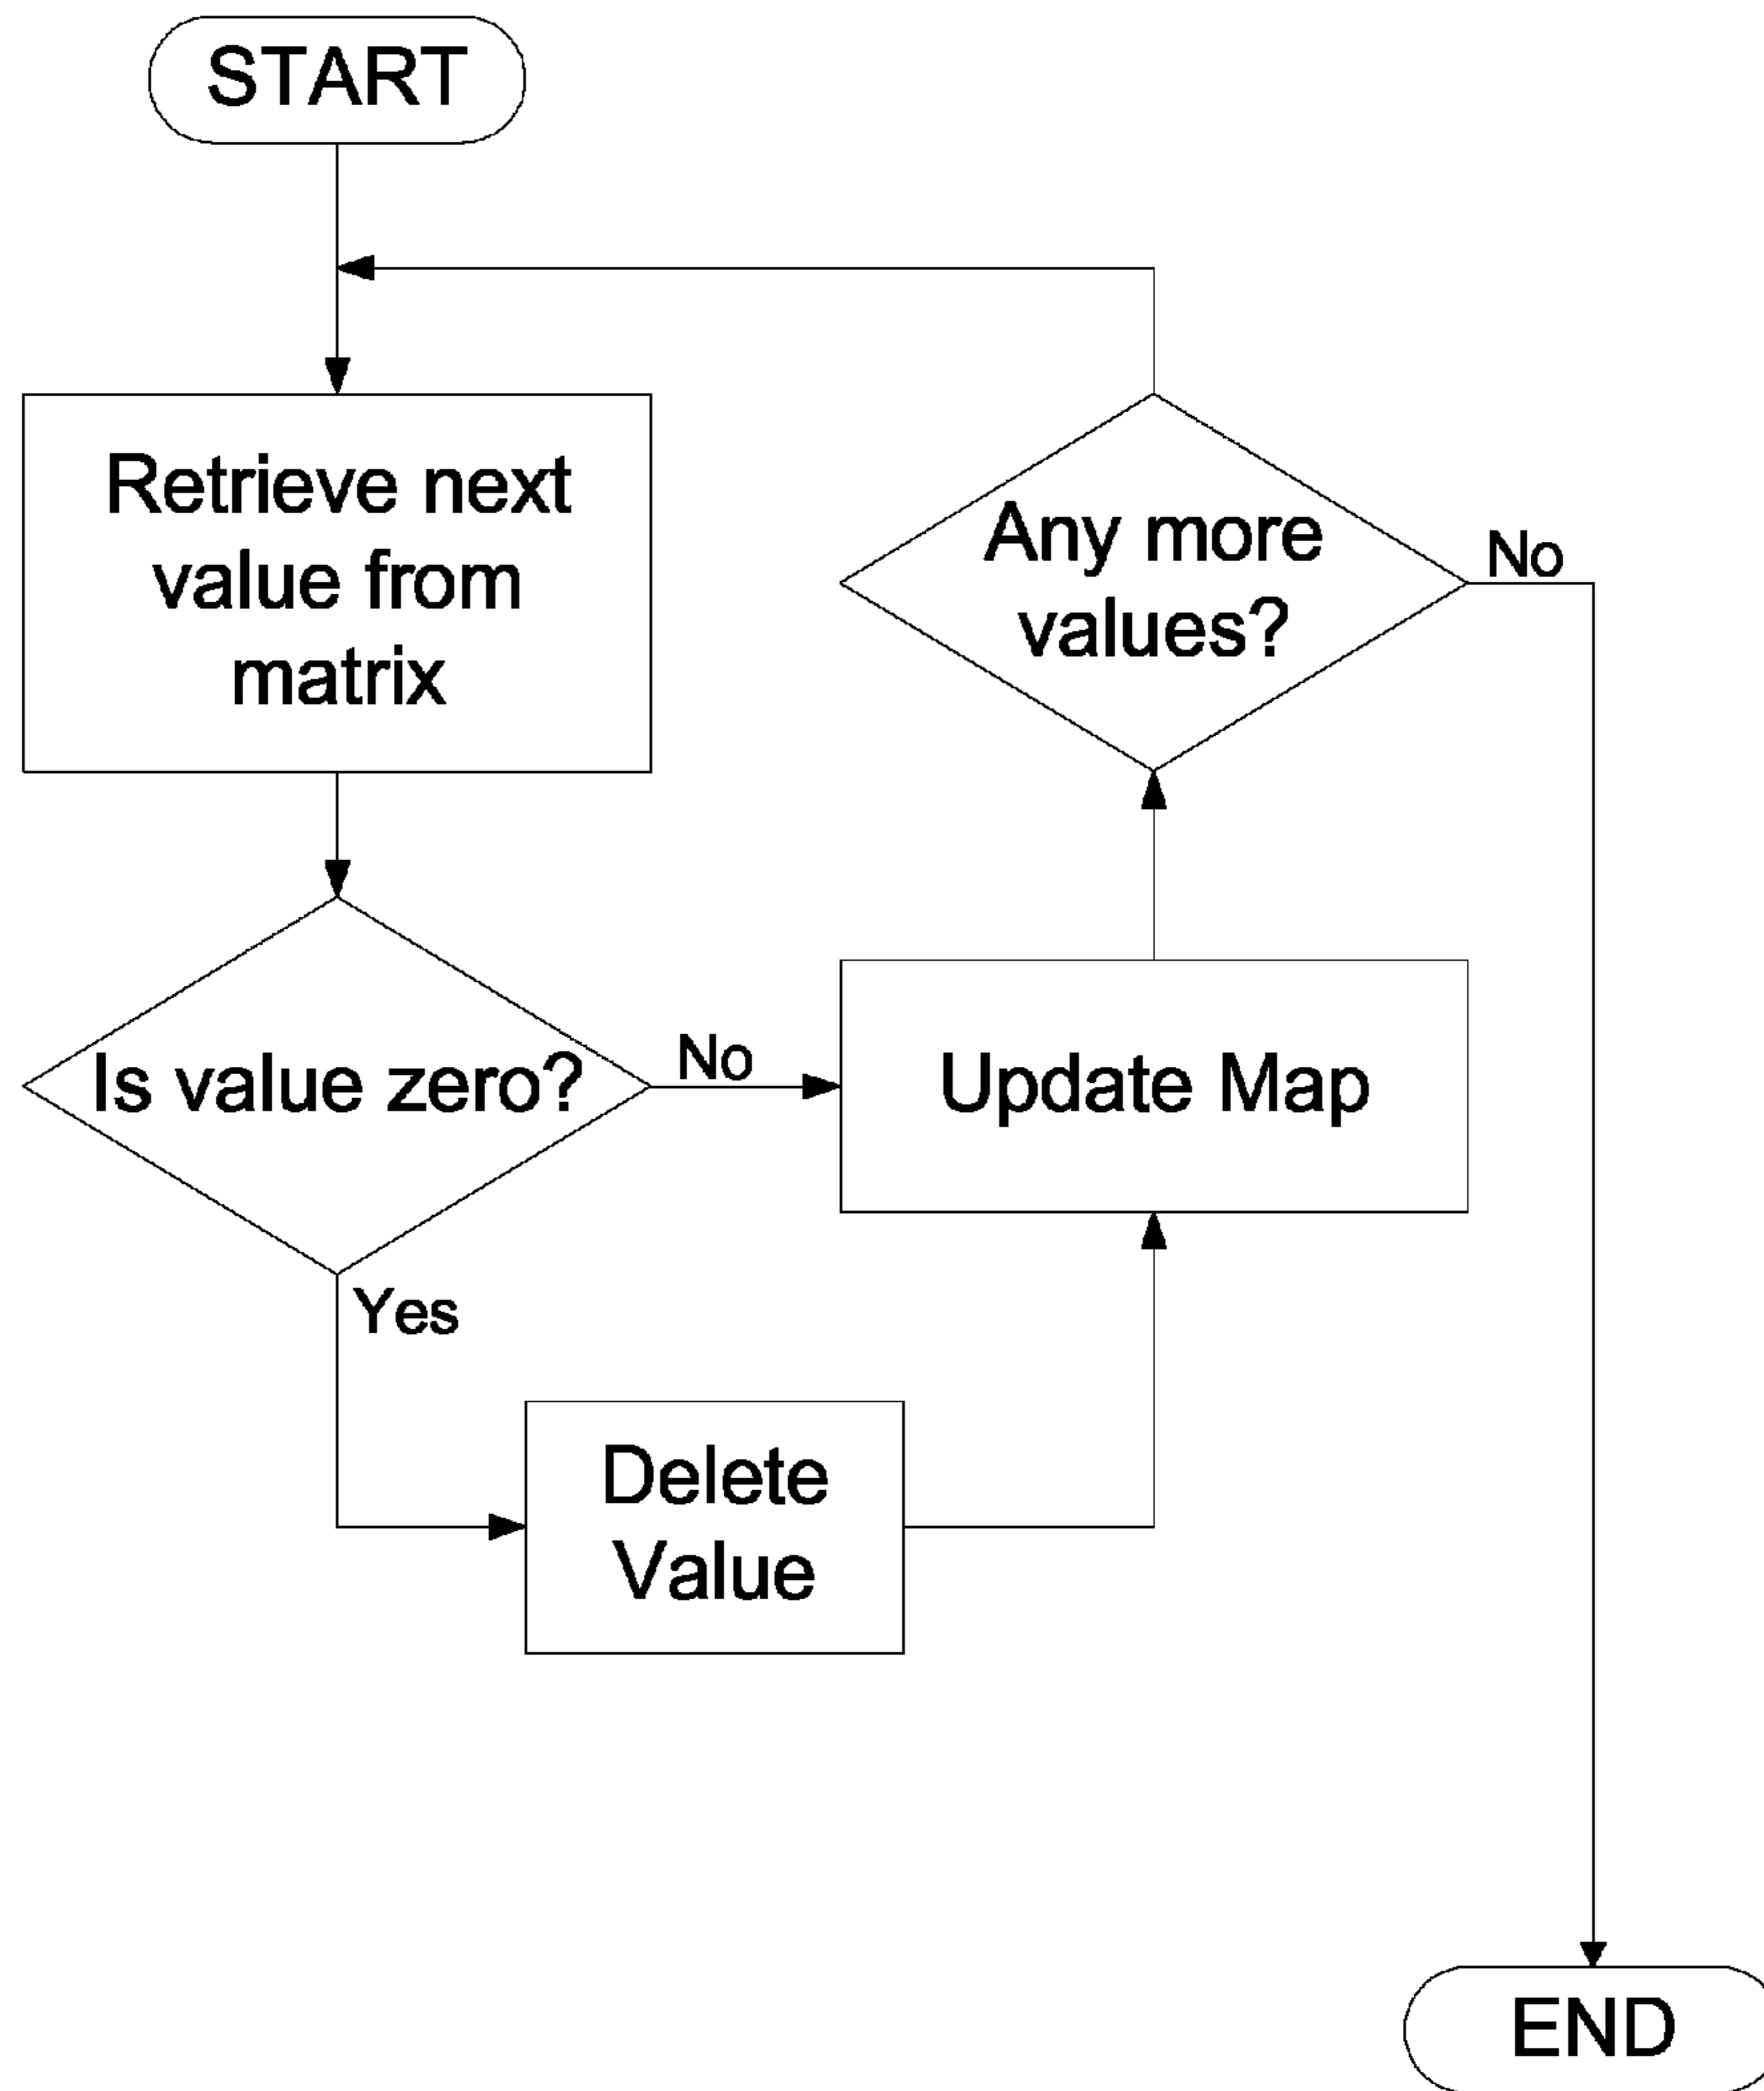 START
Retrieve next
value from
matrix
Any more
values?
No
Is value zero?
No
Update Map
Yes
Delete
Value
END